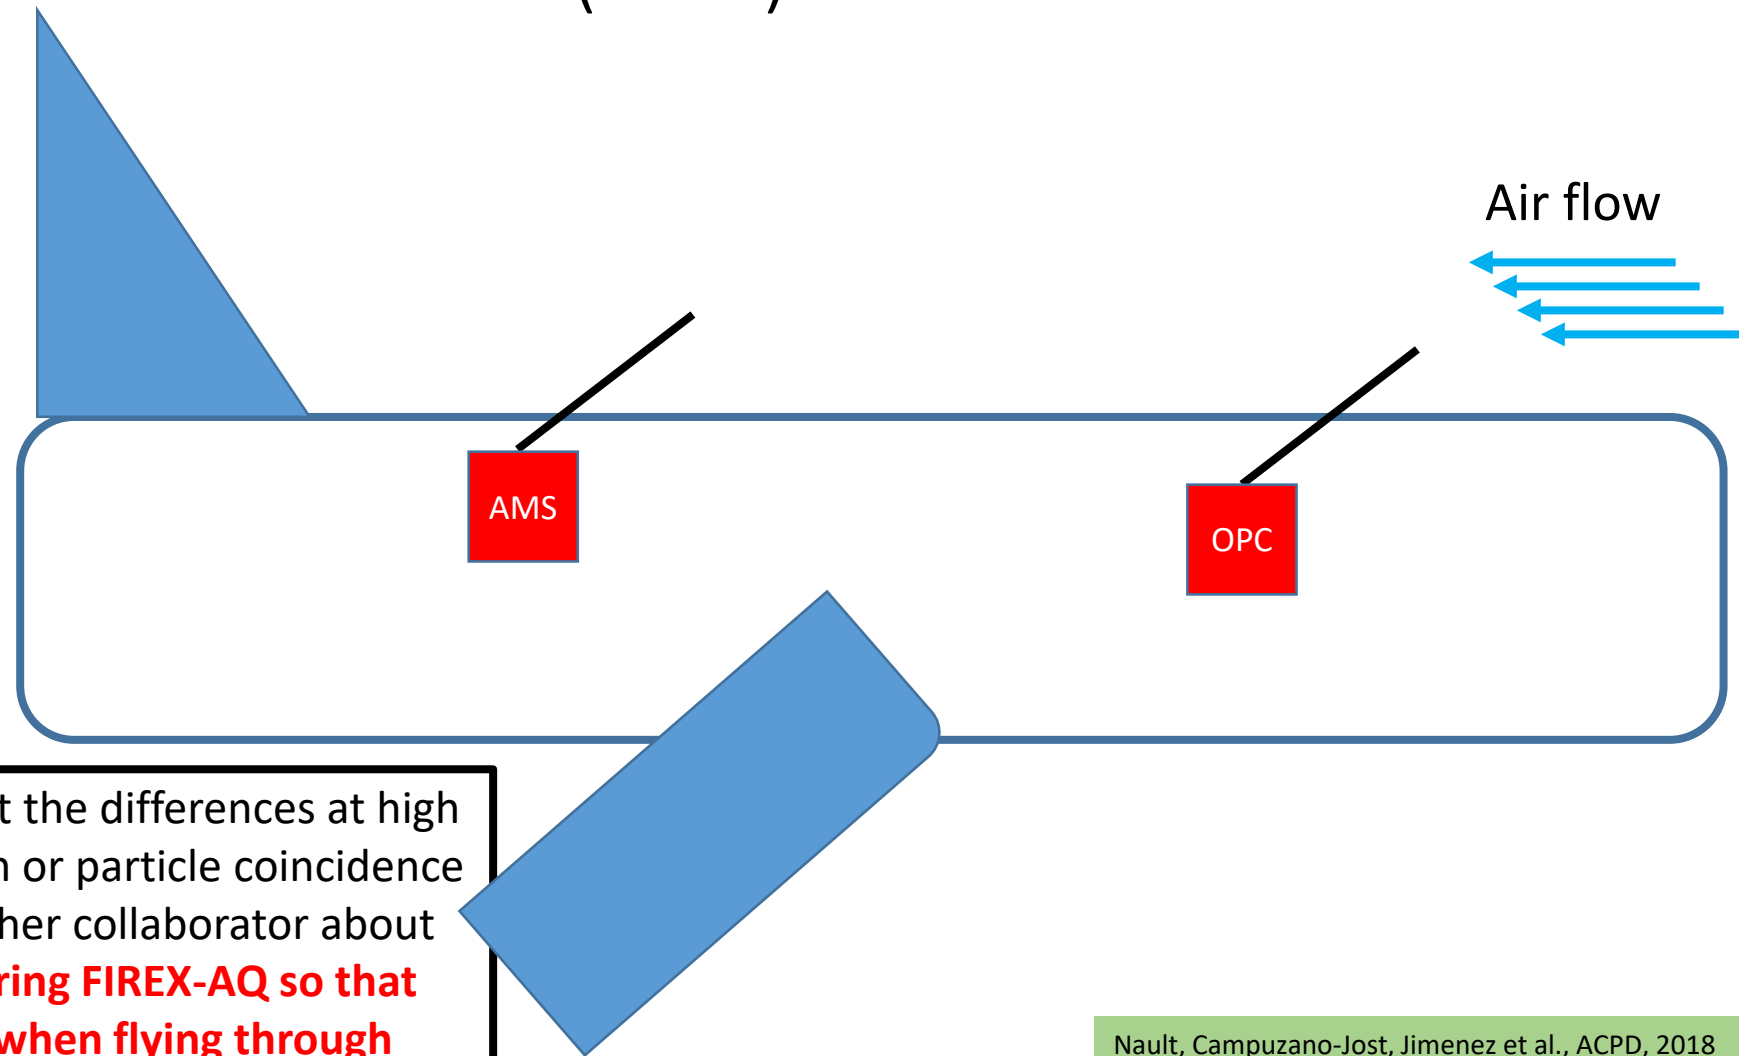 Air flow
AMS
OPC
t the differences at high
n or particle coincidence
her collaborator about
ring FIREX-AQ so that
when flying through
Nault, Campuzano-Jost, Jimenez et al., ACPD, 2018